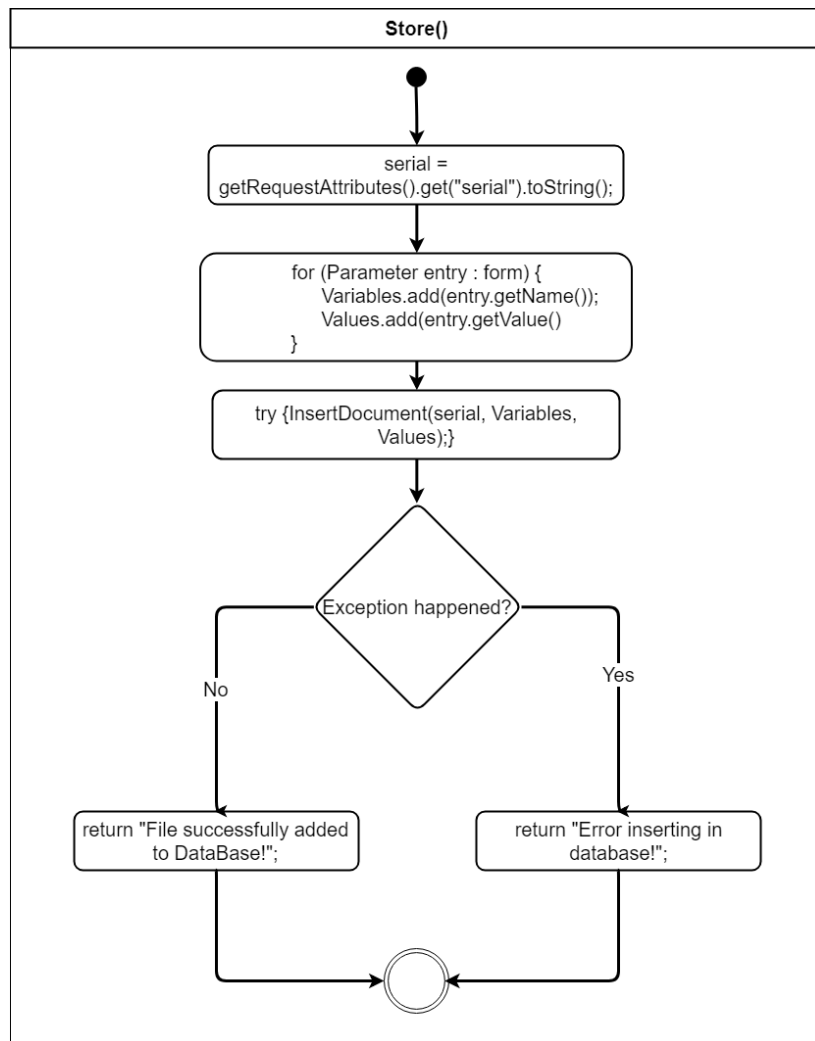 Store()
serial =
getRequestAttributes().get("serial").toString();
for (Parameter entry : form) {
Variables.add(entry.getName());
Values.add(entry.getValue()
}
try {InsertDocument(serial, Variables,
Values);}
Exception happened?
No
Yes
return "File successfully added
to DataBase!";
return "Error inserting in
database!";